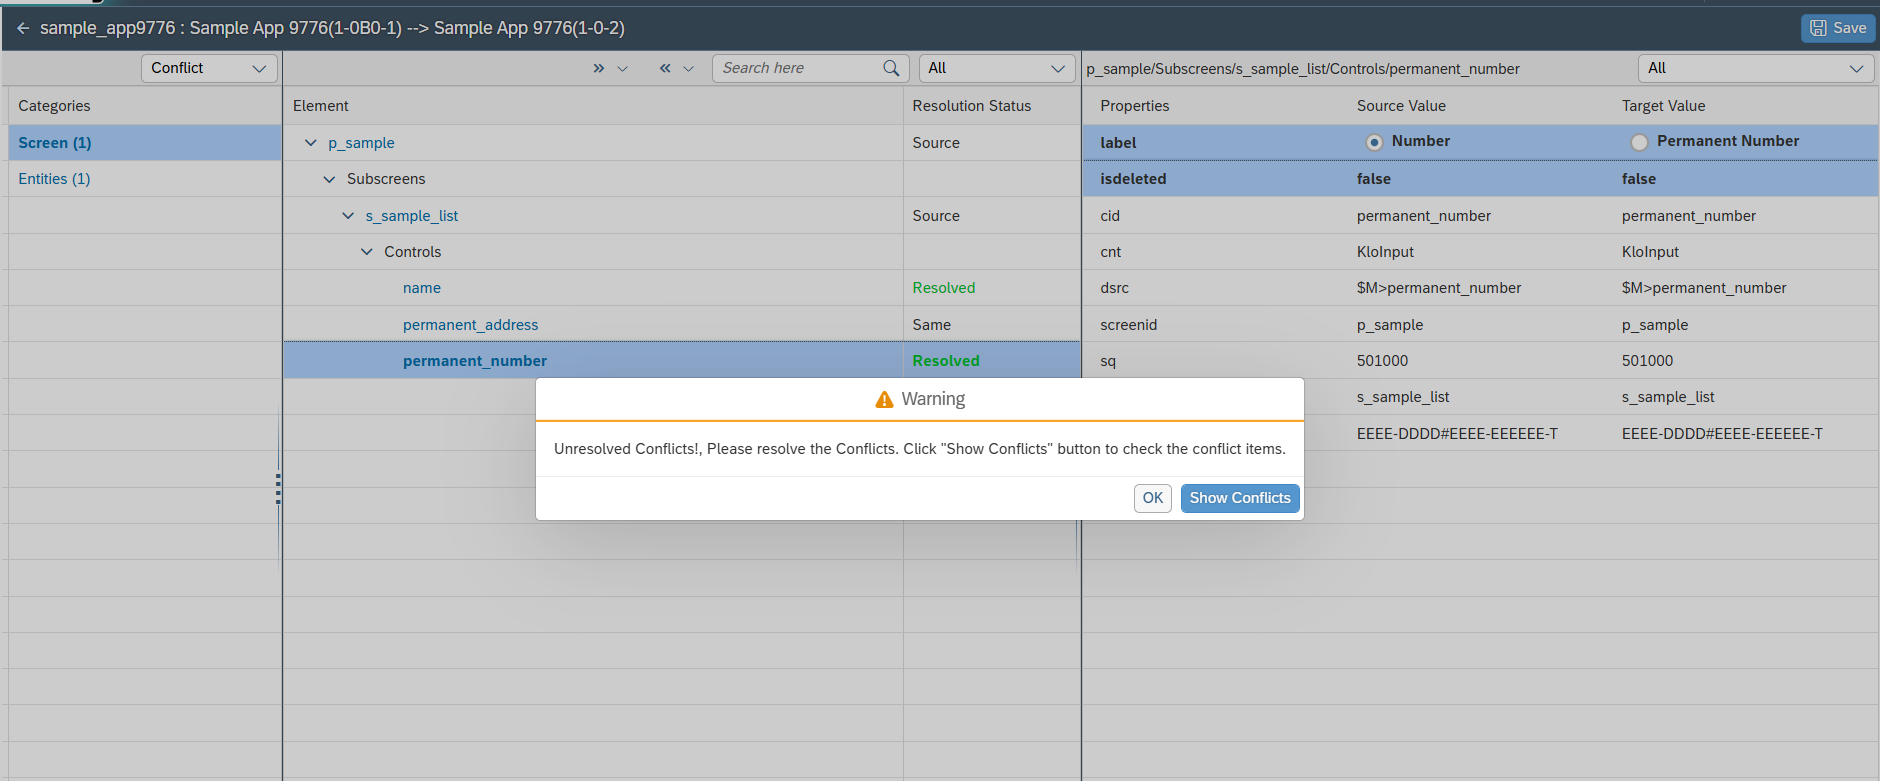 sample_app9776 : Sample App 9776(1-0B0-1) --> Sample App 9776(1-0-2)
Save
Conflict
Search here
All
p_sample/Subscreens/s_sample_list/Controls/permanent_number
All
Categories
Element
Resolution Status
Properties
Source Value
Target Value
Screen (1)
p_sample
Source
label
Number
Permanent Number
Entities (1)
Subscreens
isdeleted
false
false
s_sample_list
Source
cid
permanent_number
permanent_number
Controls
cnt
KloInput
KloInput
name
Resolved
dsrc
$M>permanent_number
$M>permanent_number
permanent_address
Same
screenid
p_sample
p_sample
permanent_number
Resolved
sq
501000
501000
s_sample_list
s_sample_list
EEEE-DDDD#EEEE-EEEEEE-T
EEEE-DDDD#EEEE-EEEEEE-T
Warning
Unresolved Conflicts!, Please resolve the Conflicts. Click "Show Conflicts" button to check the conflict items.
OK
Show Conflicts